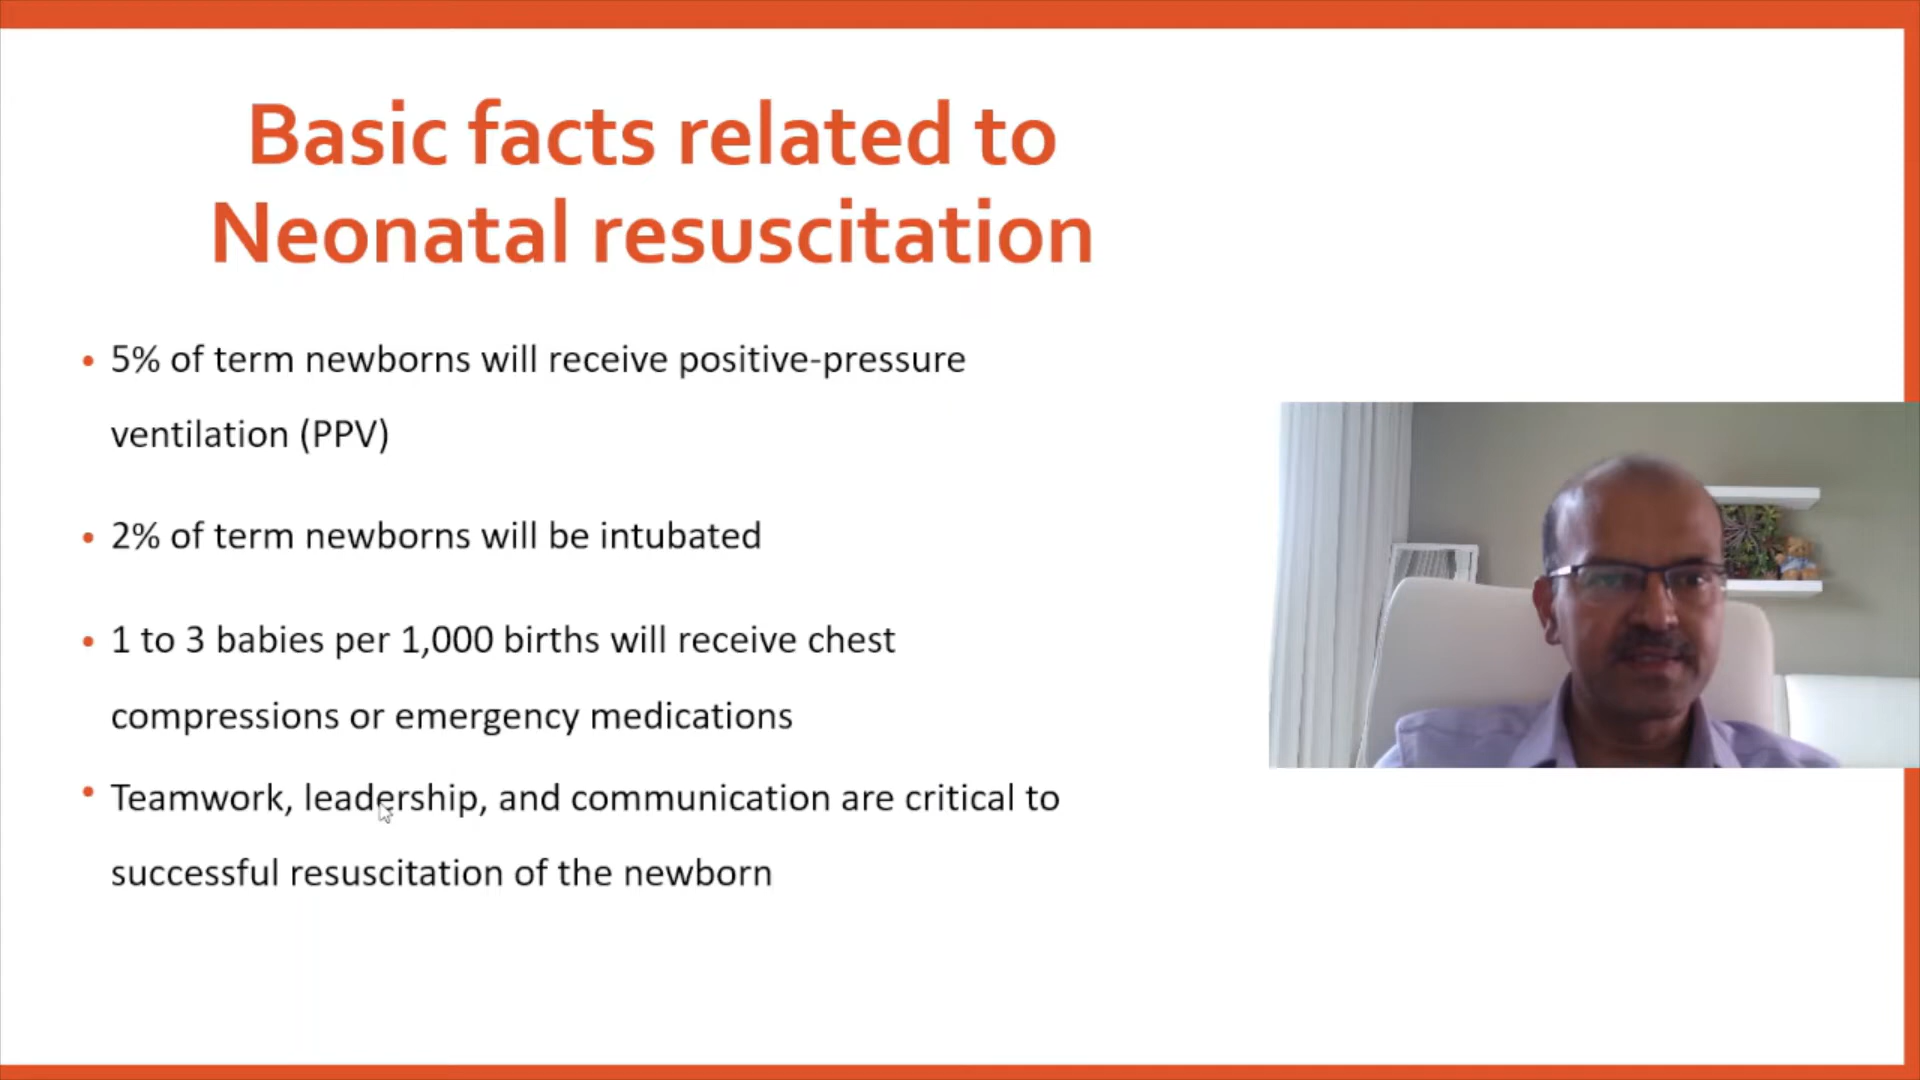 Basic facts related to
Neonatal resuscitation
• 5% of term newborns will receive positive-pressure
ventilation (PPV)
• 2% of term newborns will be intubated
• 1 to 3 babies per 1,000 births will receive chest
compressions or emergency medications
• Teamwork, leadership, and communication are critical to
successful resuscitation of the newborn